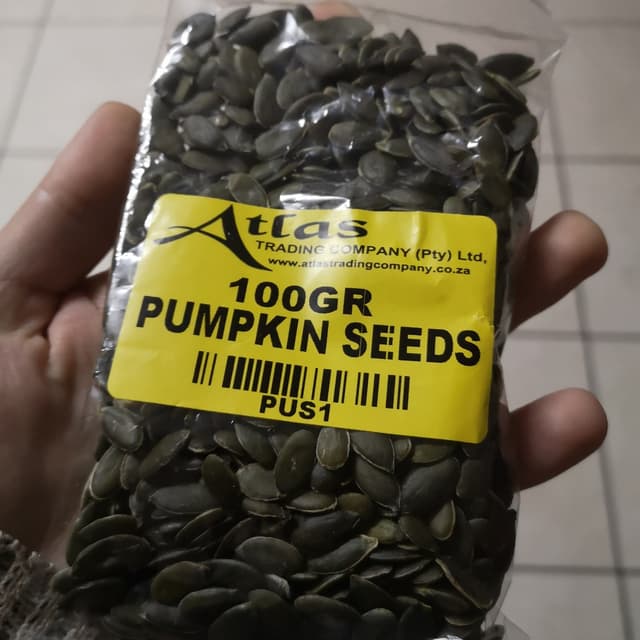 Atlas
TRADING COMPANY (Pty) Ltd,
www.atlastradingcompany.co.za
100GR
PUMPKIN SEEDS
PUS1